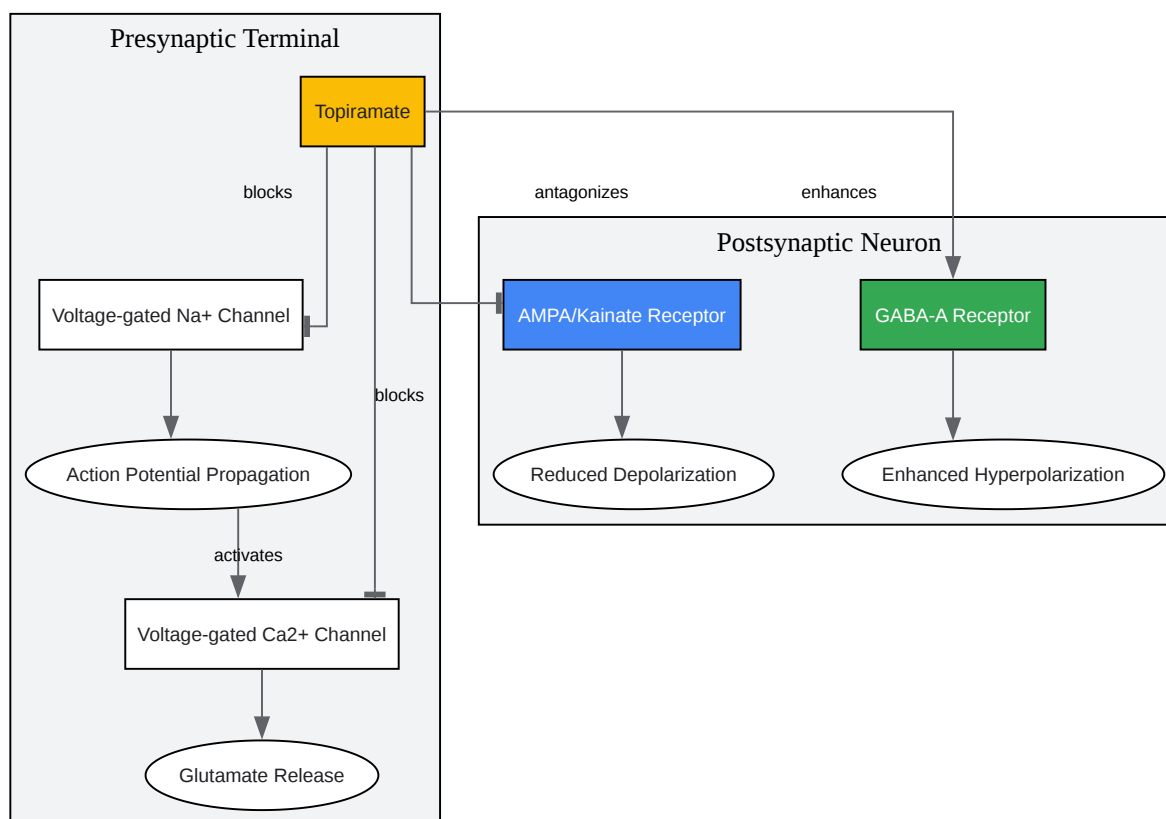 Presynaptic Terminal
Topiramate
blocks
antagonizes
enhances
Postsynaptic Neuron
Voltage-gated Na+ Channel
AMPA/Kainate Receptor
GABA-A Receptor
blocks
Action Potential Propagation
Reduced Depolarization
Enhanced Hyperpolarization
activates
Voltage-gated Ca2+ Channel
Glutamate Release